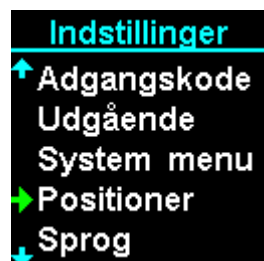 Indstillinger
Adgangskode
Udgående
System menu
Positioner
Sprog